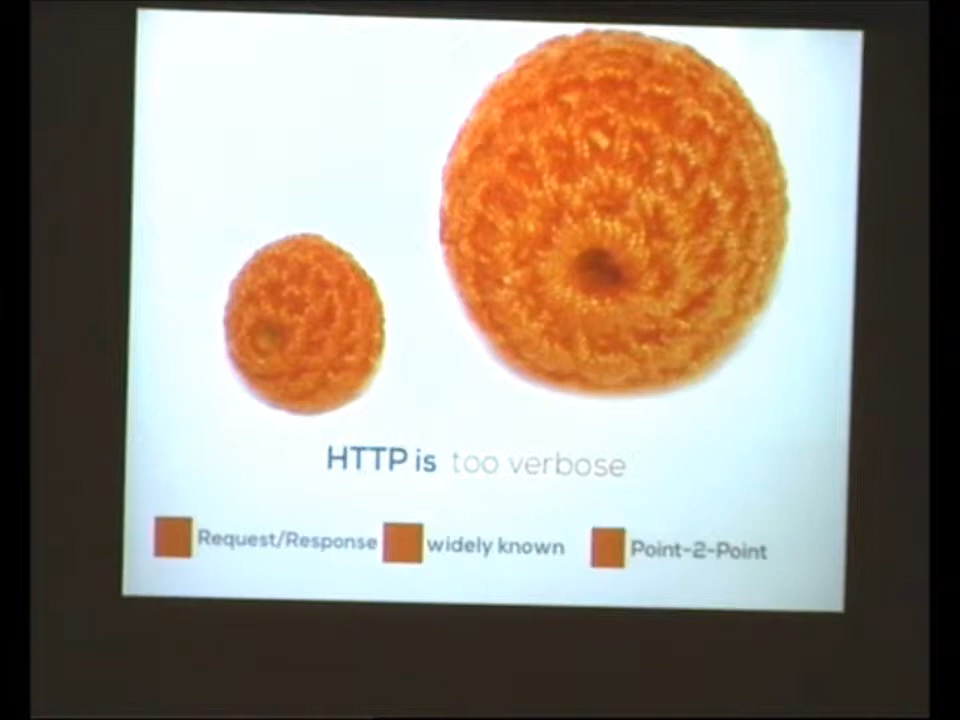 HTTP is too verbose
Request/Response widely known Point-2-Point